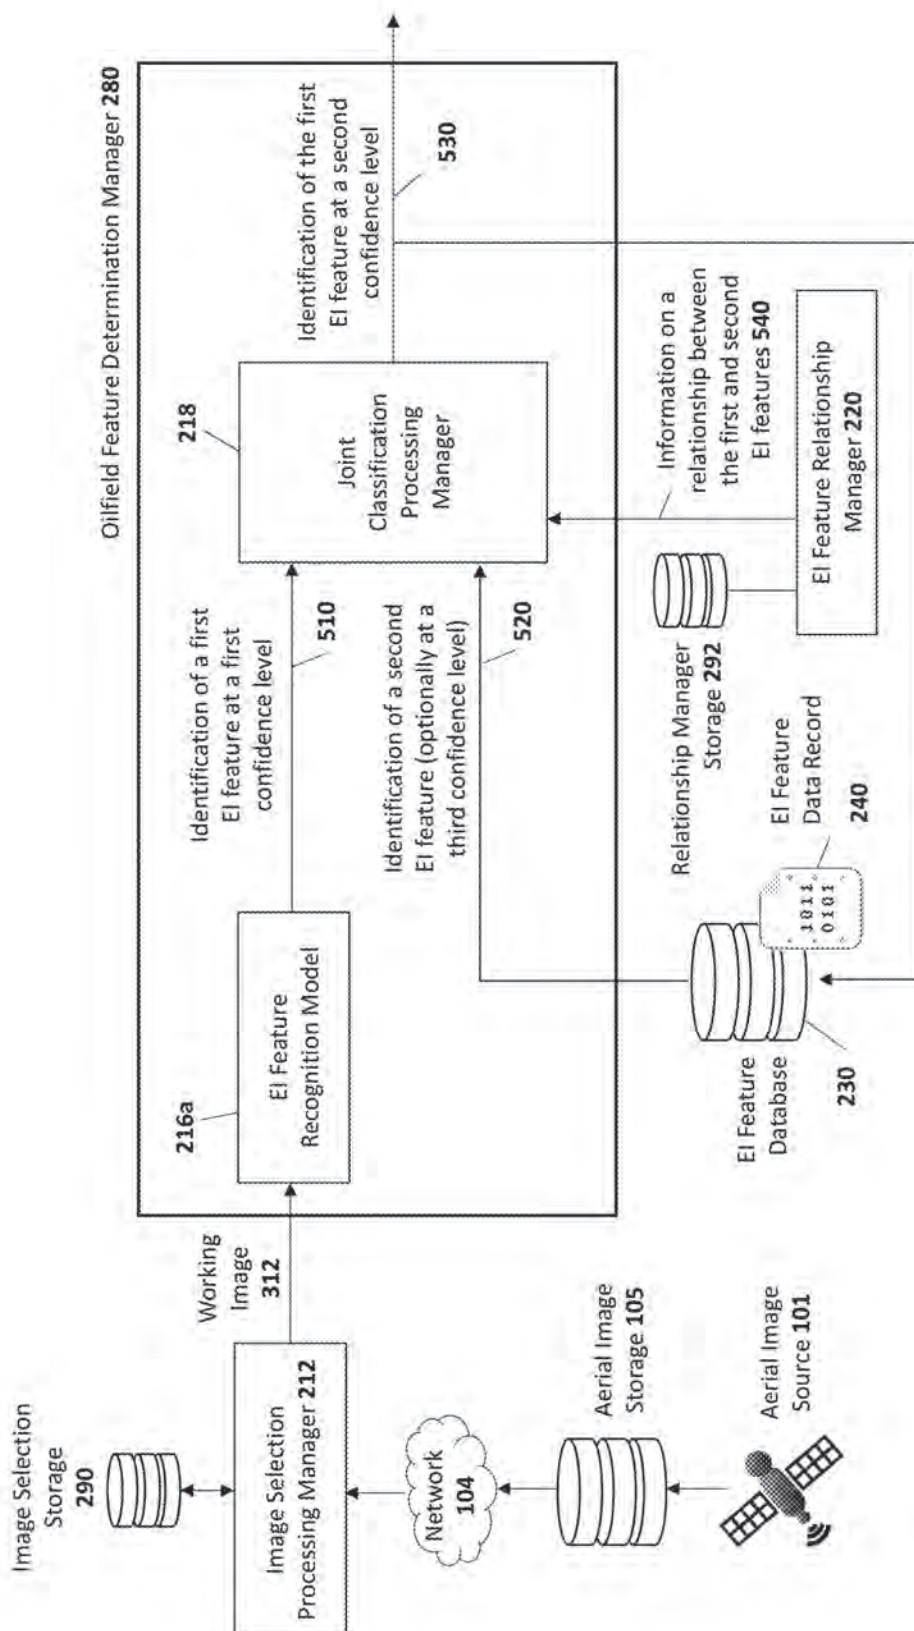 Oilfield Feature Determination Manager 280
Image Selection
Storage
290
Image Selection
Processing Manager 212
Working
Image
312
Network
104
Aerial Image
Storage 105
Aerial Image
Source 101
216a
EI Feature
Recognition Model
Identification of a first
EI feature at a first
confidence level
510
218
Joint
Classification
Processing
Manager
Identification of the first
EI feature at a second
confidence level
530
Identification of a second
EI feature (optionally at a
third confidence level)
520
Information on a
relationship between
the first and second
EI features 540
Relationship Manager
Storage 292
EI Feature Relationship
Manager 220
EI Feature
Data Record
240
1011
0101
EI Feature
Database
230